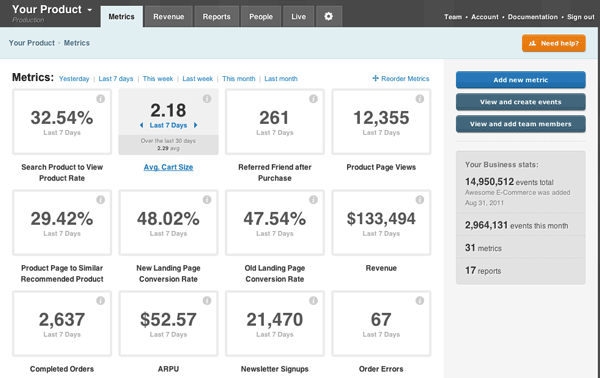 Your Product
Production
Metrics
Revenue
Reports
People
Live
Team • Account • Documentation • Sign out
Your Product • Metrics
Need help?
Metrics: Yesterday | Last 7 days | This week | Last week | This month | Last month
Reorder Metrics
32.54%
Last 7 Days
Search Product to View
Product Rate
2.18
Last 7 Days
Over the last 30 days
2.29 avg
Avg. Cart Size
261
Last 7 Days
Referred Friend after
Purchase
12,355
Last 7 Days
Product Page Views
29.42%
Last 7 Days
Product Page to Similar
Recommended Product
48.02%
Last 7 Days
New Landing Page
Conversion Rate
47.54%
Last 7 Days
Old Landing Page
Conversion Rate
$133,494
Last 7 Days
Revenue
2,637
Last 7 Days
Completed Orders
$52.57
Last 7 Days
ARPU
21,470
Last 7 Days
Newsletter Signups
67
Last 7 Days
Order Errors
Add new metric
View and create events
View and add team members
Your Business stats:
14,950,512 events total
Awesome E-Commerce was added
Aug 31, 2011
2,964,131 events this month
31 metrics
17 reports